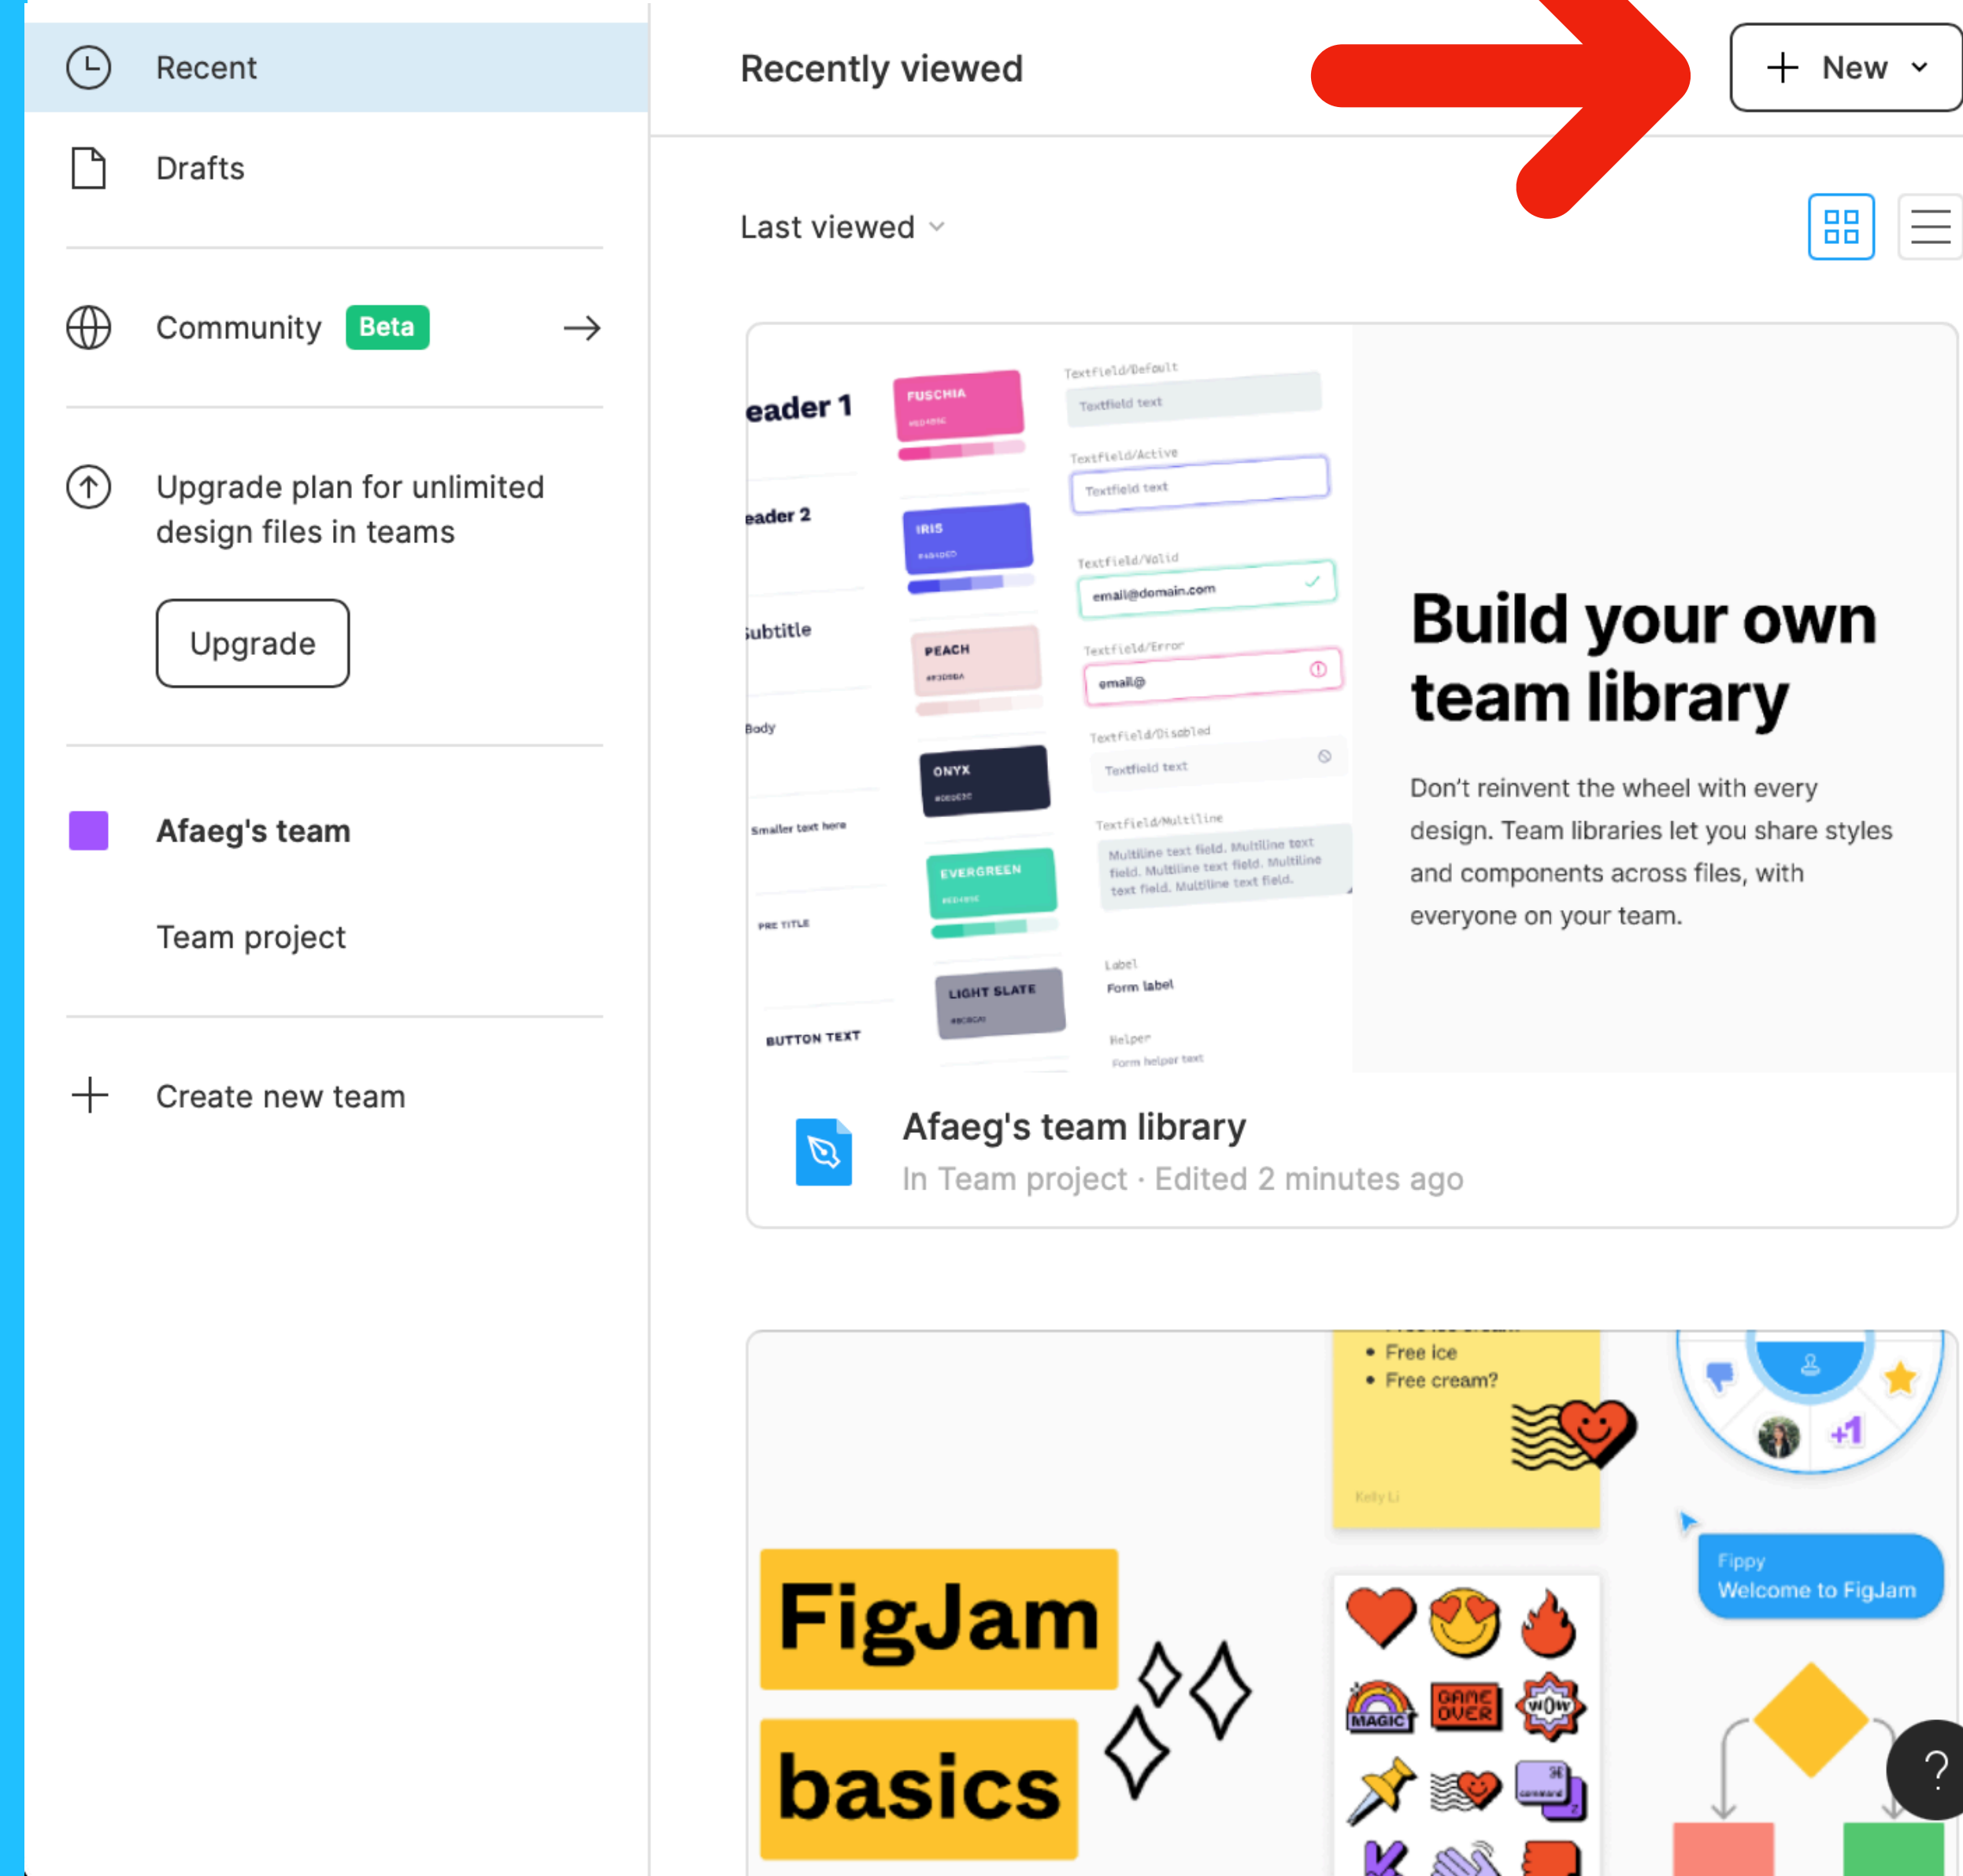 Recent
Drafts
Community Beta
Upgrade plan for unlimited
design files in teams
Upgrade
Afaeg's team
Team project
Create new team
Recently viewed
+ New
Last viewed
eader 1
eader 2
Subtitle
Body
Smaller text here
PRE TITLE
BUTTON TEXT
FUSCHIA
IRIS
PEACH
ONYX
EVERGREEN
LIGHT SLATE
Textfield/Default
Textfield text
Textfield/Active
Textfield text
Textfield/Valid
email@domain.com
Textfield/Error
email@
Textfield/Disabled
Textfield text
Textfield/Multiline
Multiline text field. Multiline text
field. Multiline text field. Multiline
text field. Multiline text field.
Label
Form label
Helper
Form helper text
Build your own
team library
Don't reinvent the wheel with every
design. Team libraries let you share styles
and components across files, with
everyone on your team.
Afaeg's team library
In Team project · Edited 2 minutes ago
• Free ice
• Free cream?
Kelly Li
+1
Fippy
Welcome to FigJam
FigJam
basics
MAGIC
GAME
OVER
WOW
⌘
command
Z
?